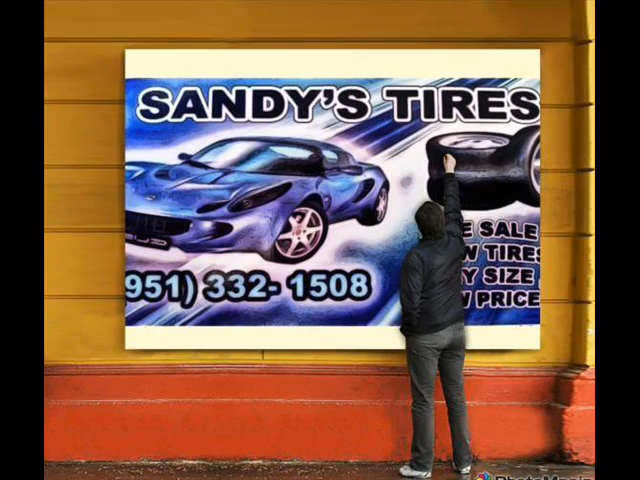 SANDY'S TIRES
951) 332- 1508
E SALE
W TIRES
Y SIZE
W PRICE